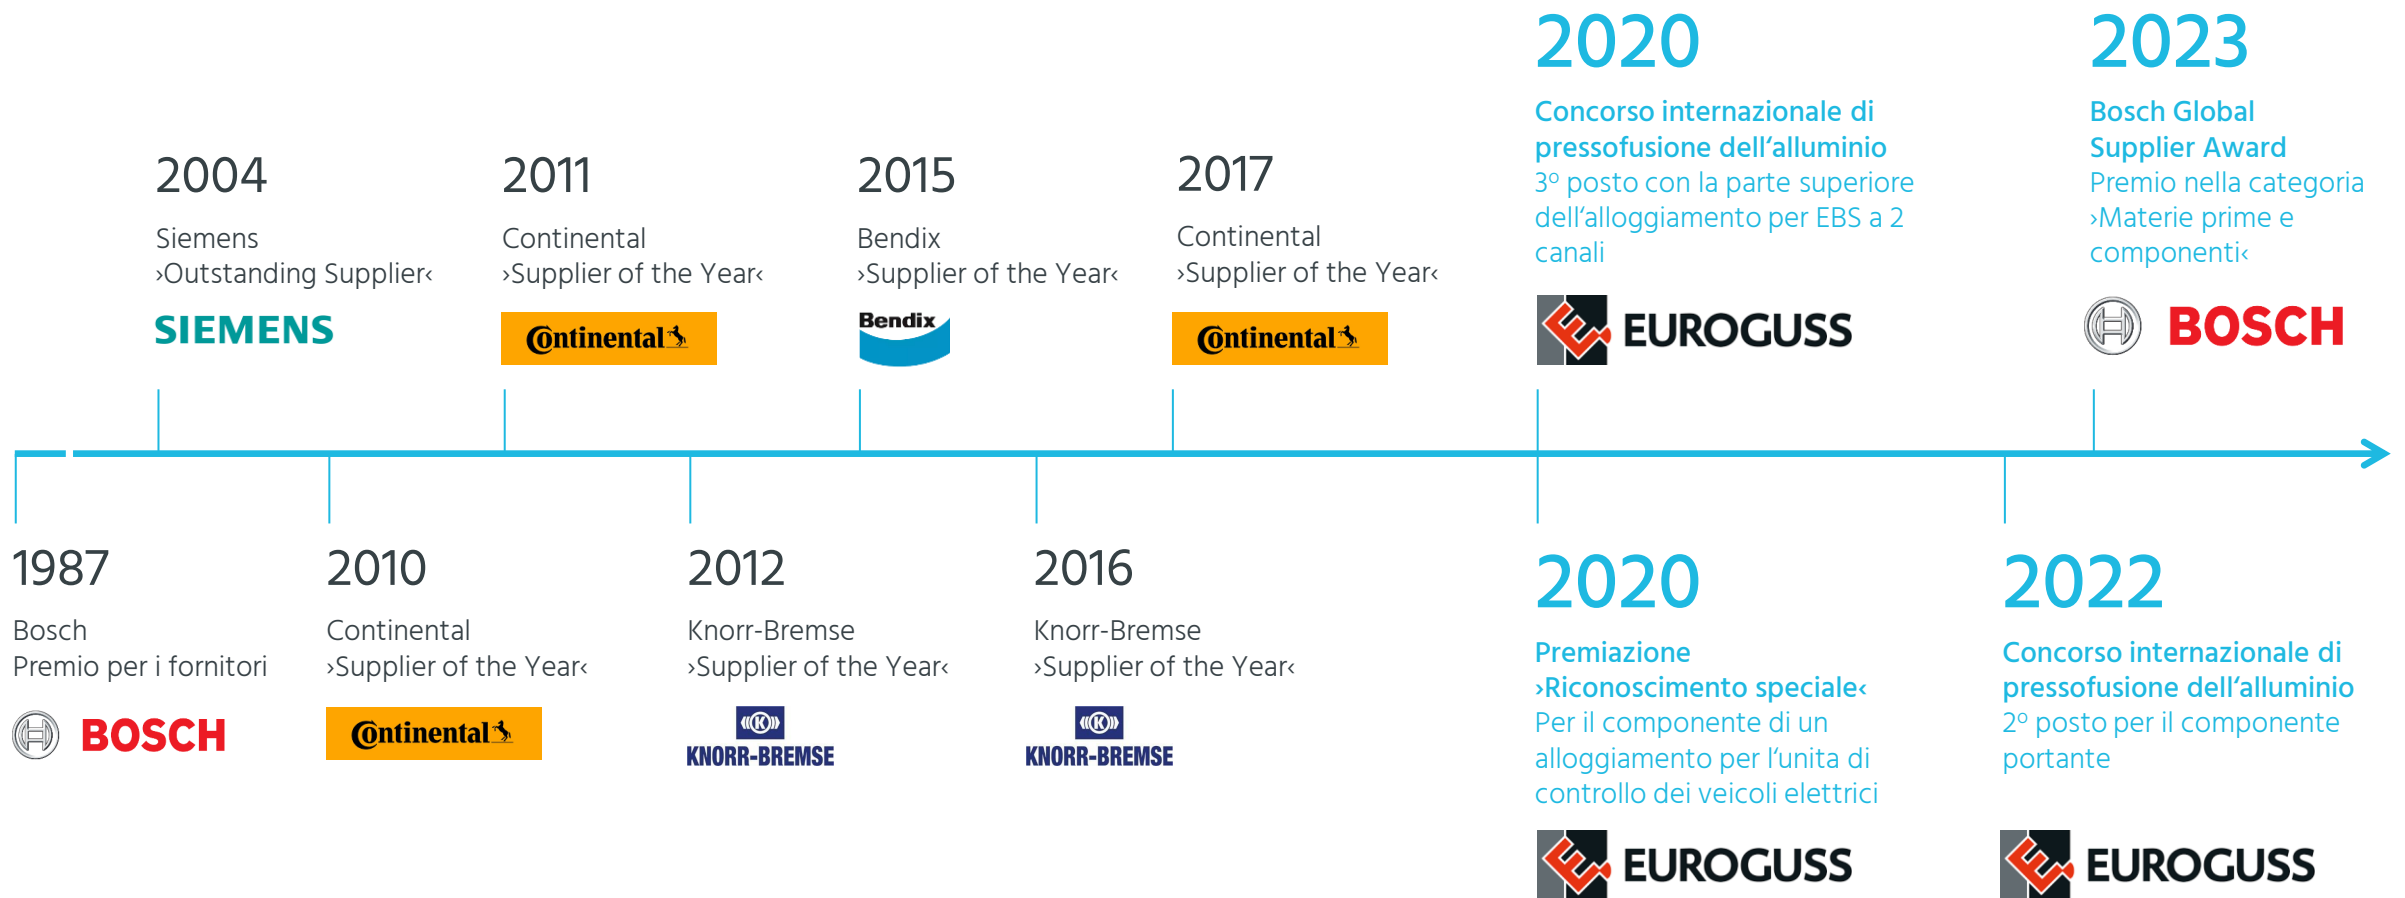 2004
Siemens
›Outstanding Supplier‹
SIEMENS
2011
Continental
›Supplier of the Year‹
Continental
2015
Bendix
›Supplier of the Year‹
Bendix
2017
Continental
›Supplier of the Year‹
Continental
2020
Concorso internazionale di
pressofusione dell‘alluminio
3º posto con la parte superiore
dell‘alloggiamento per EBS a 2
canali
EUROGUSS
2023
Bosch Global
Supplier Award
Premio nella categoria
›Materie prime e
componenti‹
BOSCH
1987
Bosch
Premio per i fornitori
BOSCH
2010
Continental
›Supplier of the Year‹
Continental
2012
Knorr-Bremse
›Supplier of the Year‹
K
KNORR-BREMSE
2016
Knorr-Bremse
›Supplier of the Year‹
K
KNORR-BREMSE
2020
Premiazione
›Riconoscimento speciale‹
Per il componente di un
alloggiamento per l‘unita di
controllo dei veicoli elettrici
EUROGUSS
2022
Concorso internazionale di
pressofusione dell‘alluminio
2º posto per il componente
portante
EUROGUSS